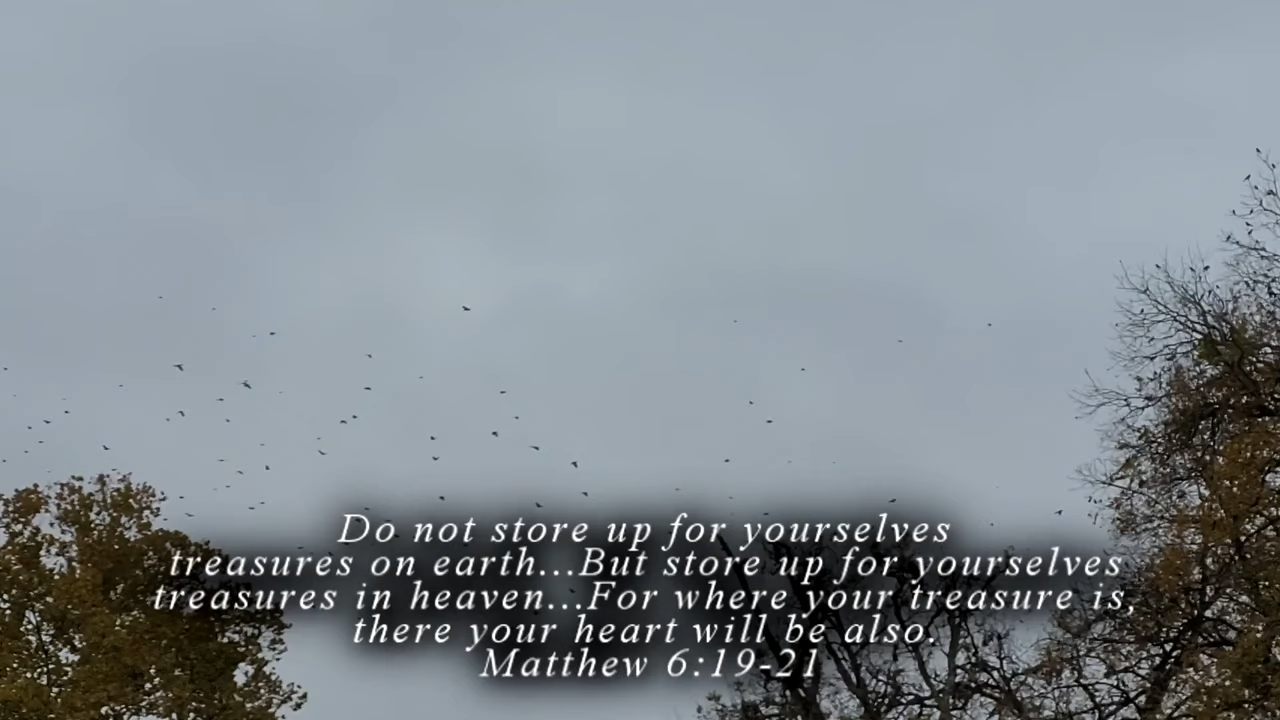 Do not store up for yourselves
treasures on earth...But store up for yourselves
treasures in heaven...For where your treasure is,
there your heart will be also.
Matthew 6:19-21